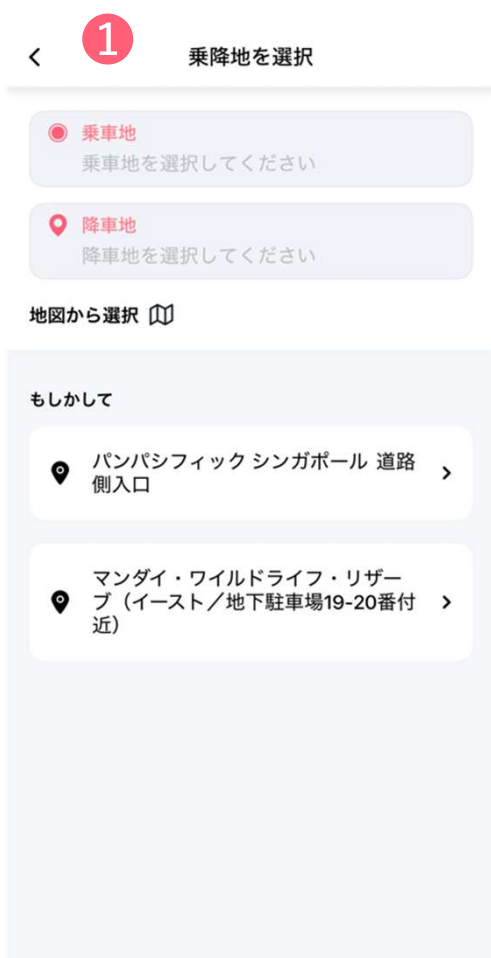 1
乗降地を選択
乗車地
乗車地を選択してください
降車地
降車地を選択してください
地図から選択
もしかして
パンパシフィック シンガポール 道路
側入口
マンダイ・ワイルドライフ・リザー
ブ（イースト／地下駐車場19-20番付
近）